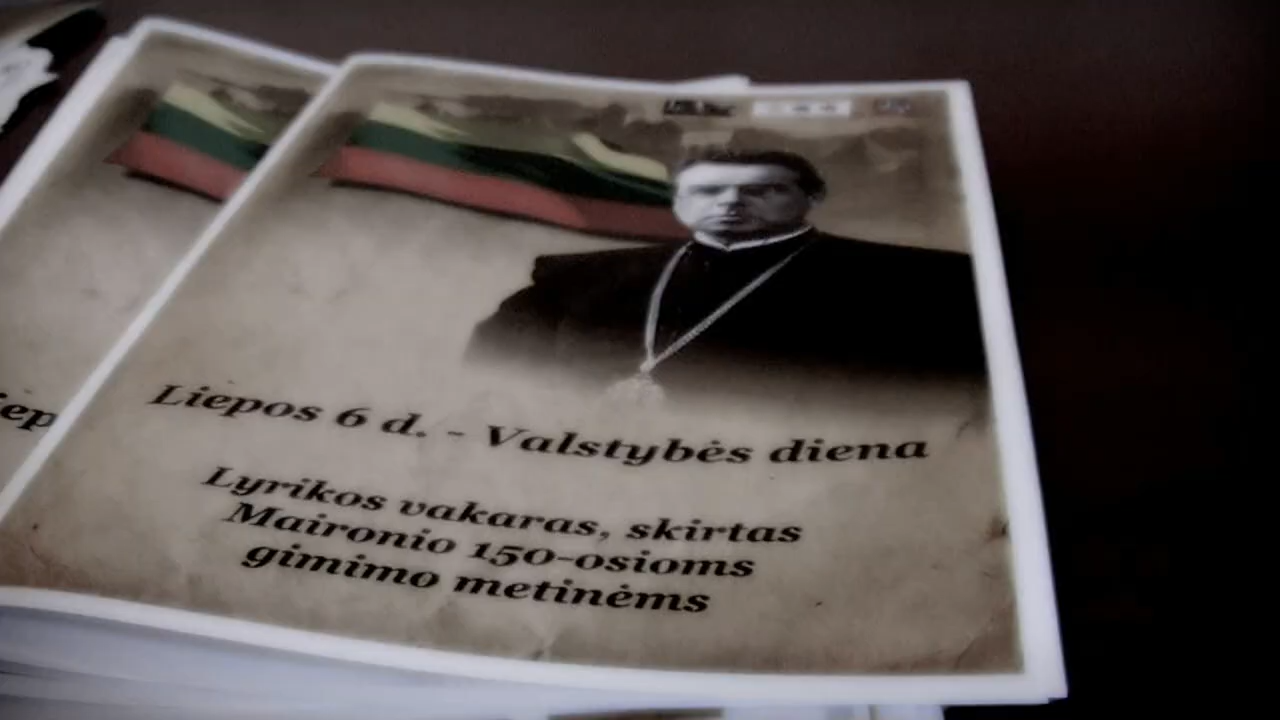 Liepos 6 d. - Valstybės diena
Lyrikos vakaras, skirtas
Maironio 150-osioms
gimimo metinėms